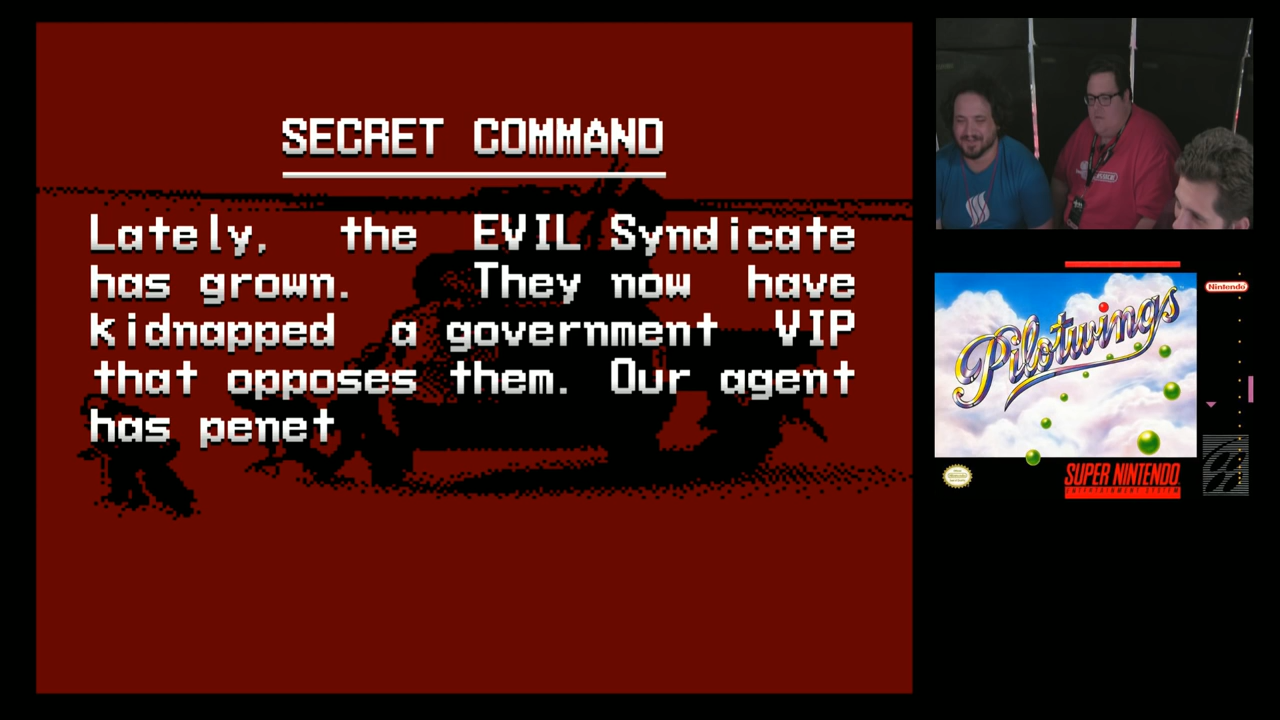 SECRET COMMAND
Lately, the EVIL Syndicate
has grown. They now have
kidnapped a government VIP
that opposes them. Our agent
has penet
Pilotwings
Nintendo
SUPER NINTENDO
ENTERTAINMENT SYSTEM